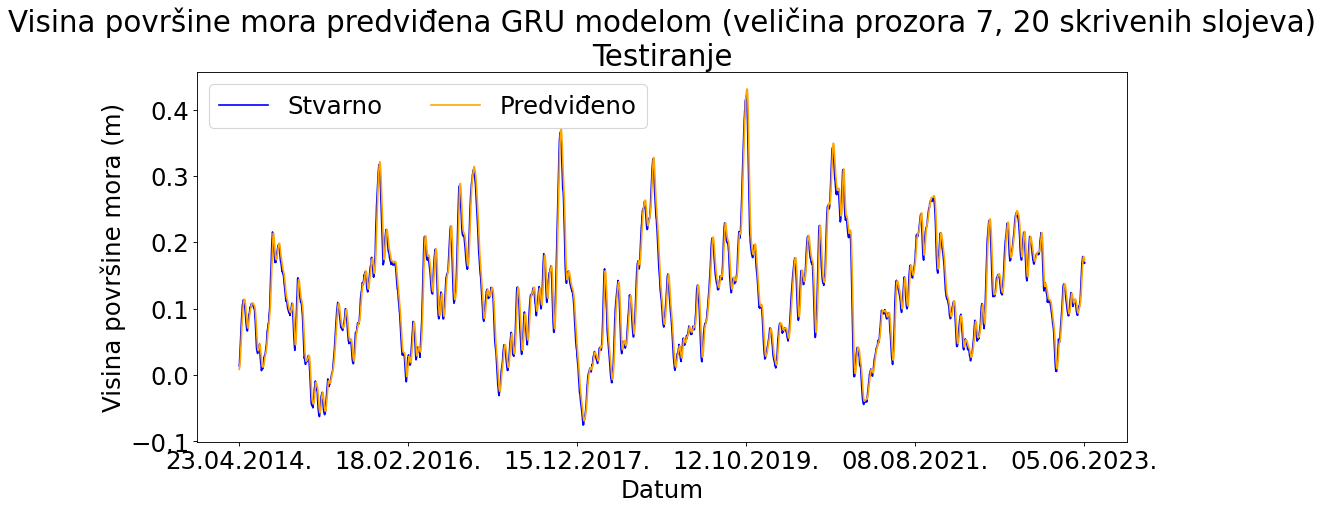 Visina površine mora predviđena GRU modelom (veličina prozora 7, 20 skrivenih slojeva)
Testiranje
Stvarno
Predviđeno
Visina površine mora (m)
0.4
0.3
0.2
0.1
0.0
−0.1
23.04.2014.
18.02.2016.
15.12.2017.
12.10.2019.
08.08.2021.
05.06.2023.
Datum